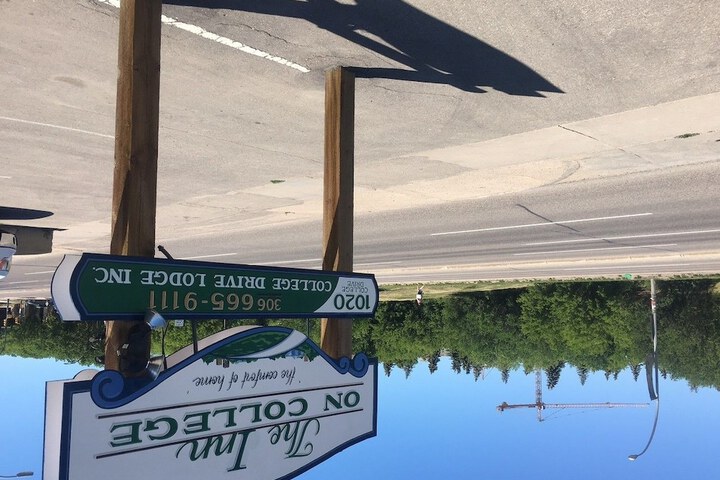 The Inn
ON COLLEGE
"the comfort of home"
1020
COLLEGE
DRIVE
306 665-9111
COLLEGE DRIVE LODGE INC.